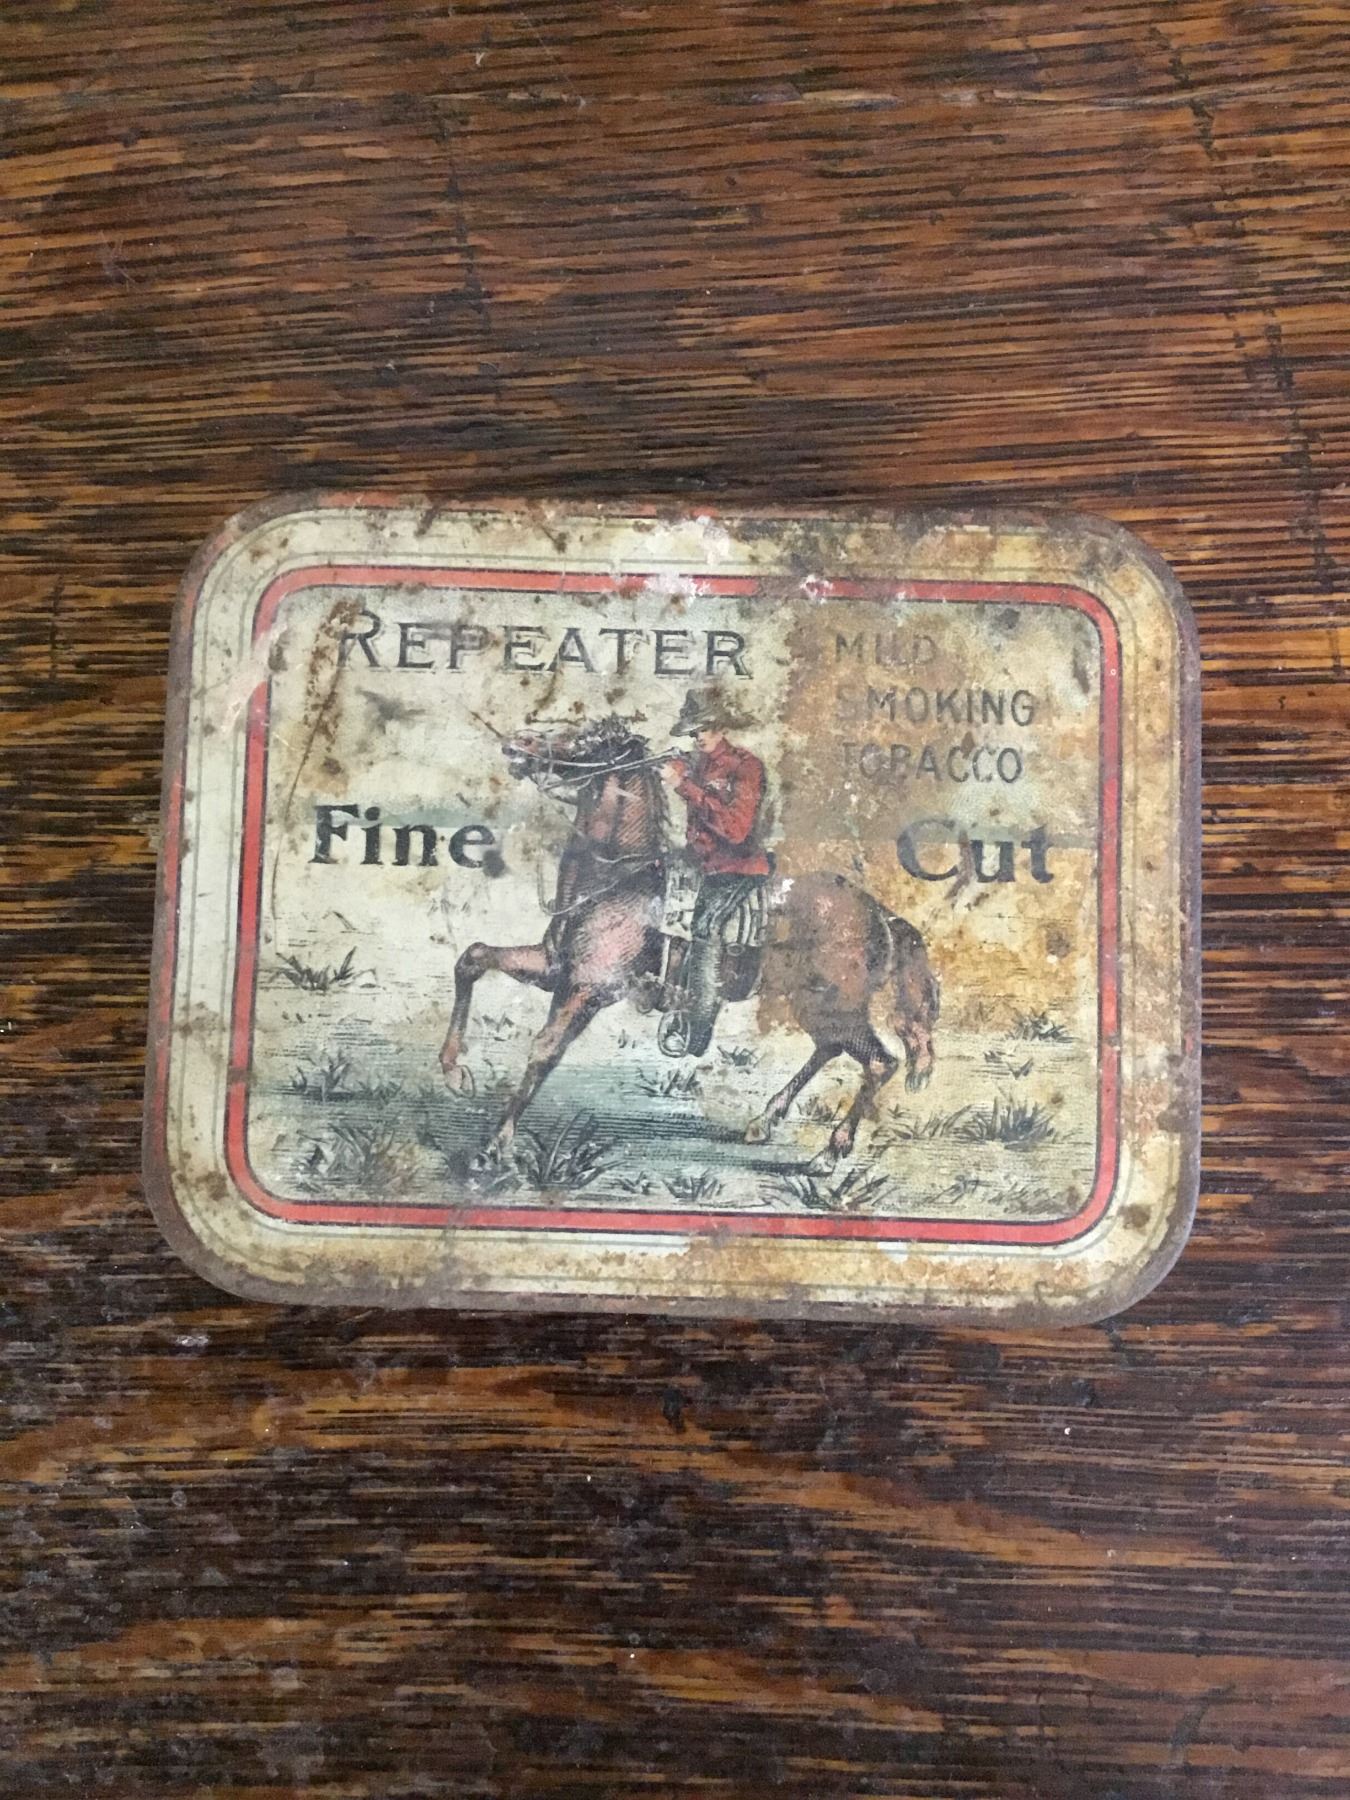 REPEATER
MILD
SMOKING
TOBACCO
Fine Cut